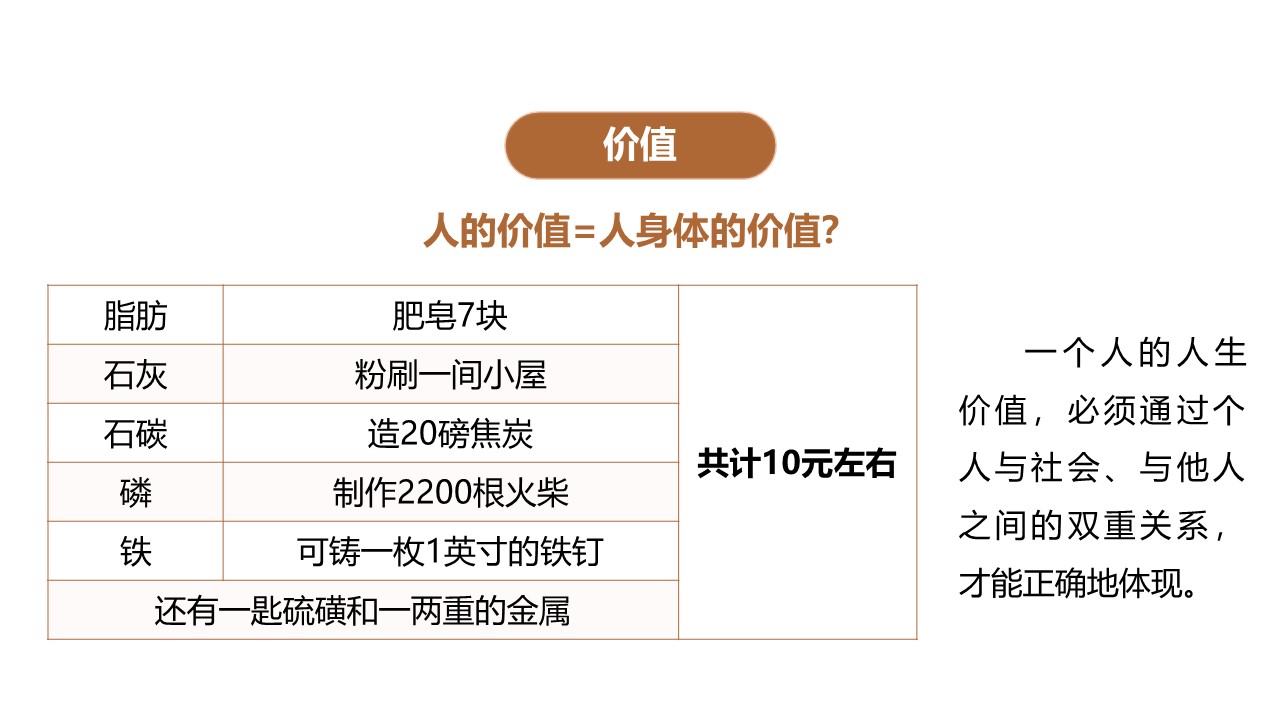 价值
人的价值=人身体的价值?
脂肪 肥皂7块
石灰 粉刷一间小屋
石碳 造20磅焦炭
共计10元左右
磷 制作2200根火柴
铁 可铸一枚1英寸的铁钉
还有一匙硫磺和一两重的金属
一个人的人生
价值，必须通过个
人与社会、与他人
之间的双重关系，
才能正确地体现。